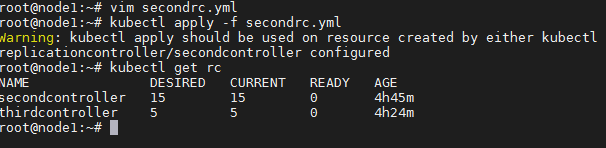 root@node1:~# vim secondrc.yml
root@node1:~# kubectl apply -f secondrc.yml
Warning: kubectl apply should be used on resource created by either kubectl
replicationcontroller/secondcontroller configured
root@node1:~# kubectl get rc
NAME DESIRED CURRENT READY AGE
secondcontroller 15 15 0 4h45m
thirdcontroller 5 5 0 4h24m
root@node1:~#